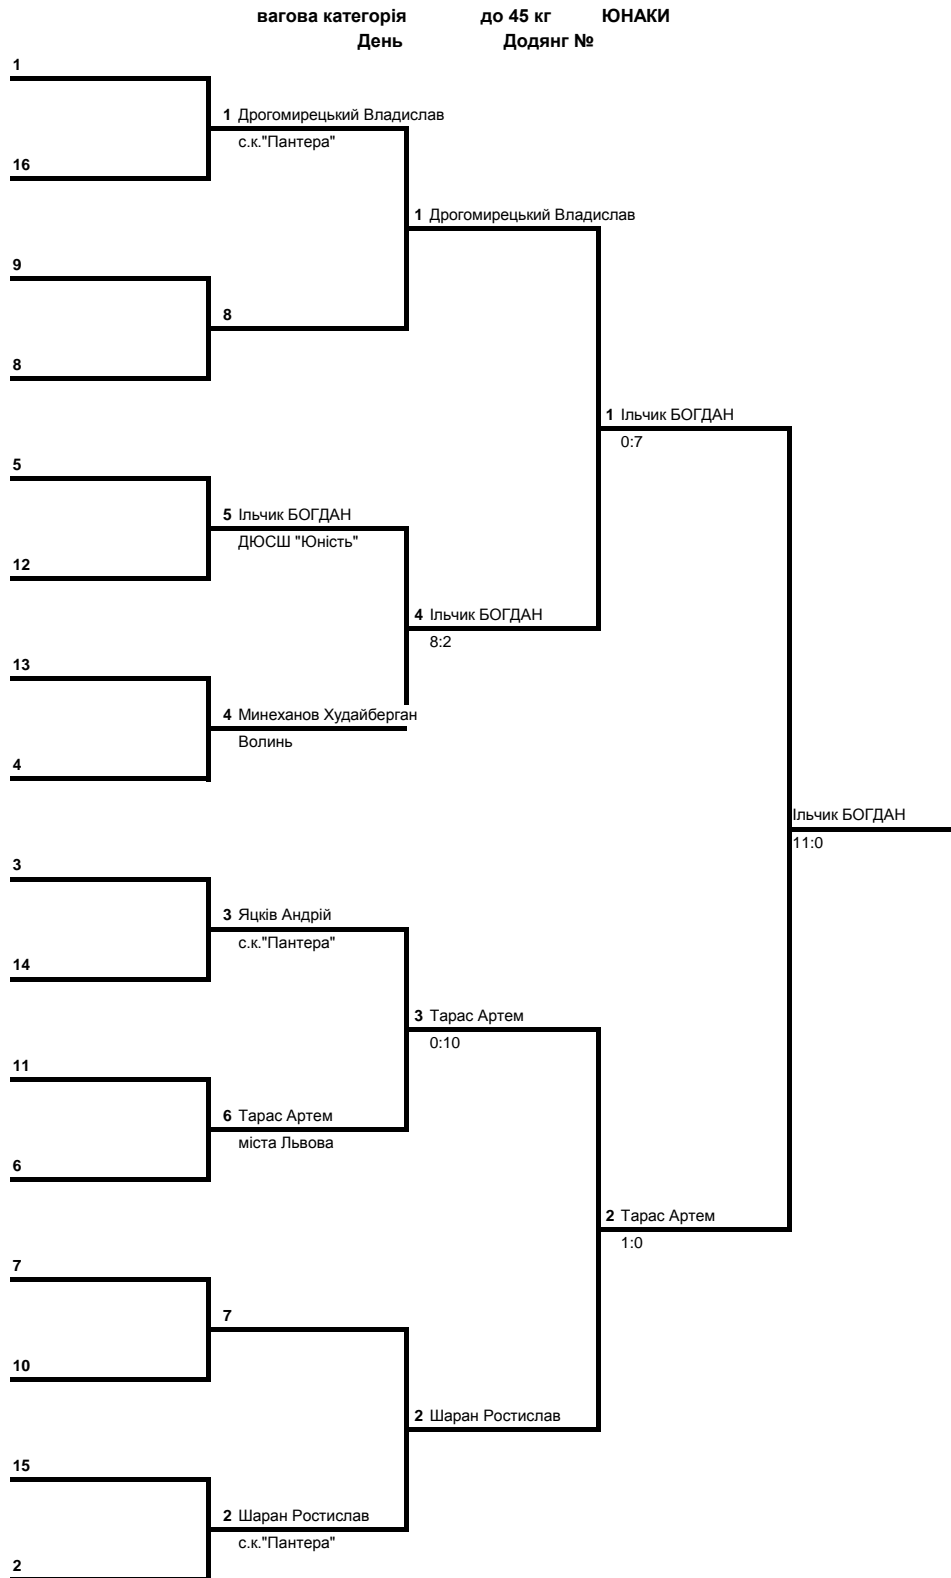 вагова категорія до 45 кг ЮНАКИ
День Додянг №
1
1 Дрогомирецький Владислав
с.к."Пантера"
16
1 Дрогомирецький Владислав
9
8
8
1 Ільчик БОГДАН
0:7
5
5 Ільчик БОГДАН
ДЮСШ "Юність"
12
4 Ільчик БОГДАН
8:2
13
4 Минеханов Худайберган
Волинь
4
Ільчик БОГДАН
11:0
3
3 Яцків Андрій
с.к."Пантера"
14
3 Тарас Артем
0:10
11
6 Тарас Артем
міста Львова
6
2 Тарас Артем
1:0
7
7
10
2 Шаран Ростислав
15
2 Шаран Ростислав
с.к."Пантера"
2